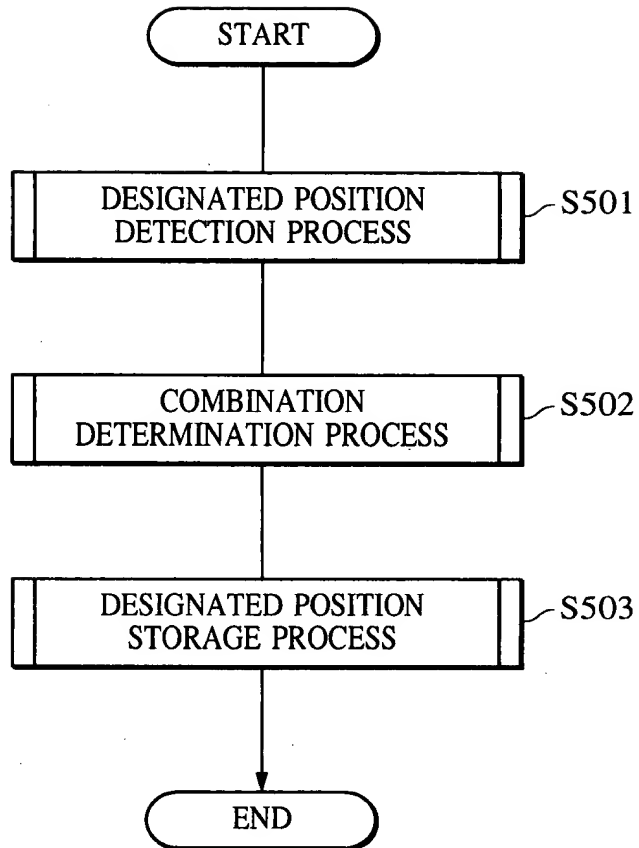 START
DESIGNATED POSITION
DETECTION PROCESS
S501
COMBINATION
DETERMINATION PROCESS
S502
DESIGNATED POSITION
STORAGE PROCESS
S503
END